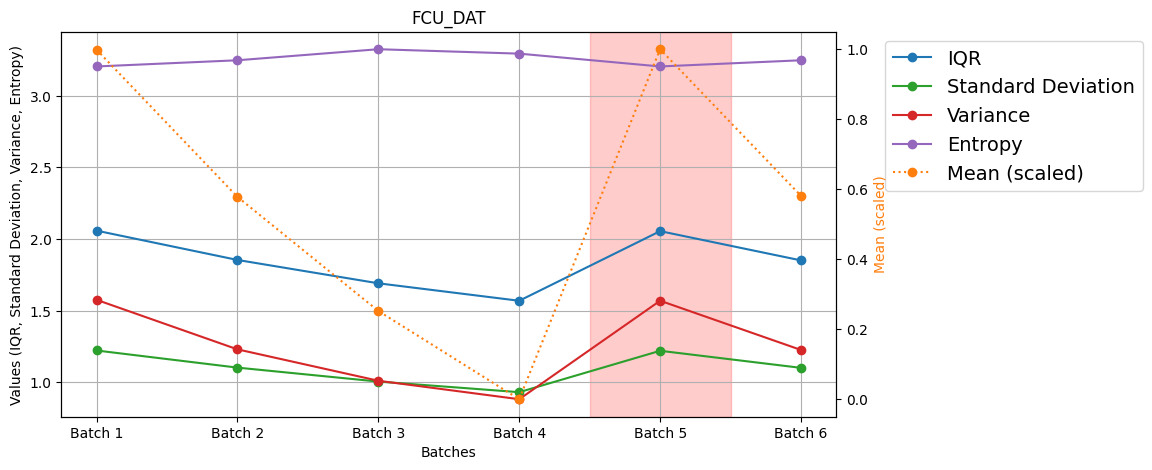 FCU_DAT
Values (IQR, Standard Deviation, Variance, Entropy)
3.0
2.5
2.0
1.5
1.0
Batch 1 Batch 2 Batch 3 Batch 4 Batch 5 Batch 6
Batches
1.0
0.8
0.6
0.4
0.2
0.0
Mean (scaled)
IQR
Standard Deviation
Variance
Entropy
Mean (scaled)